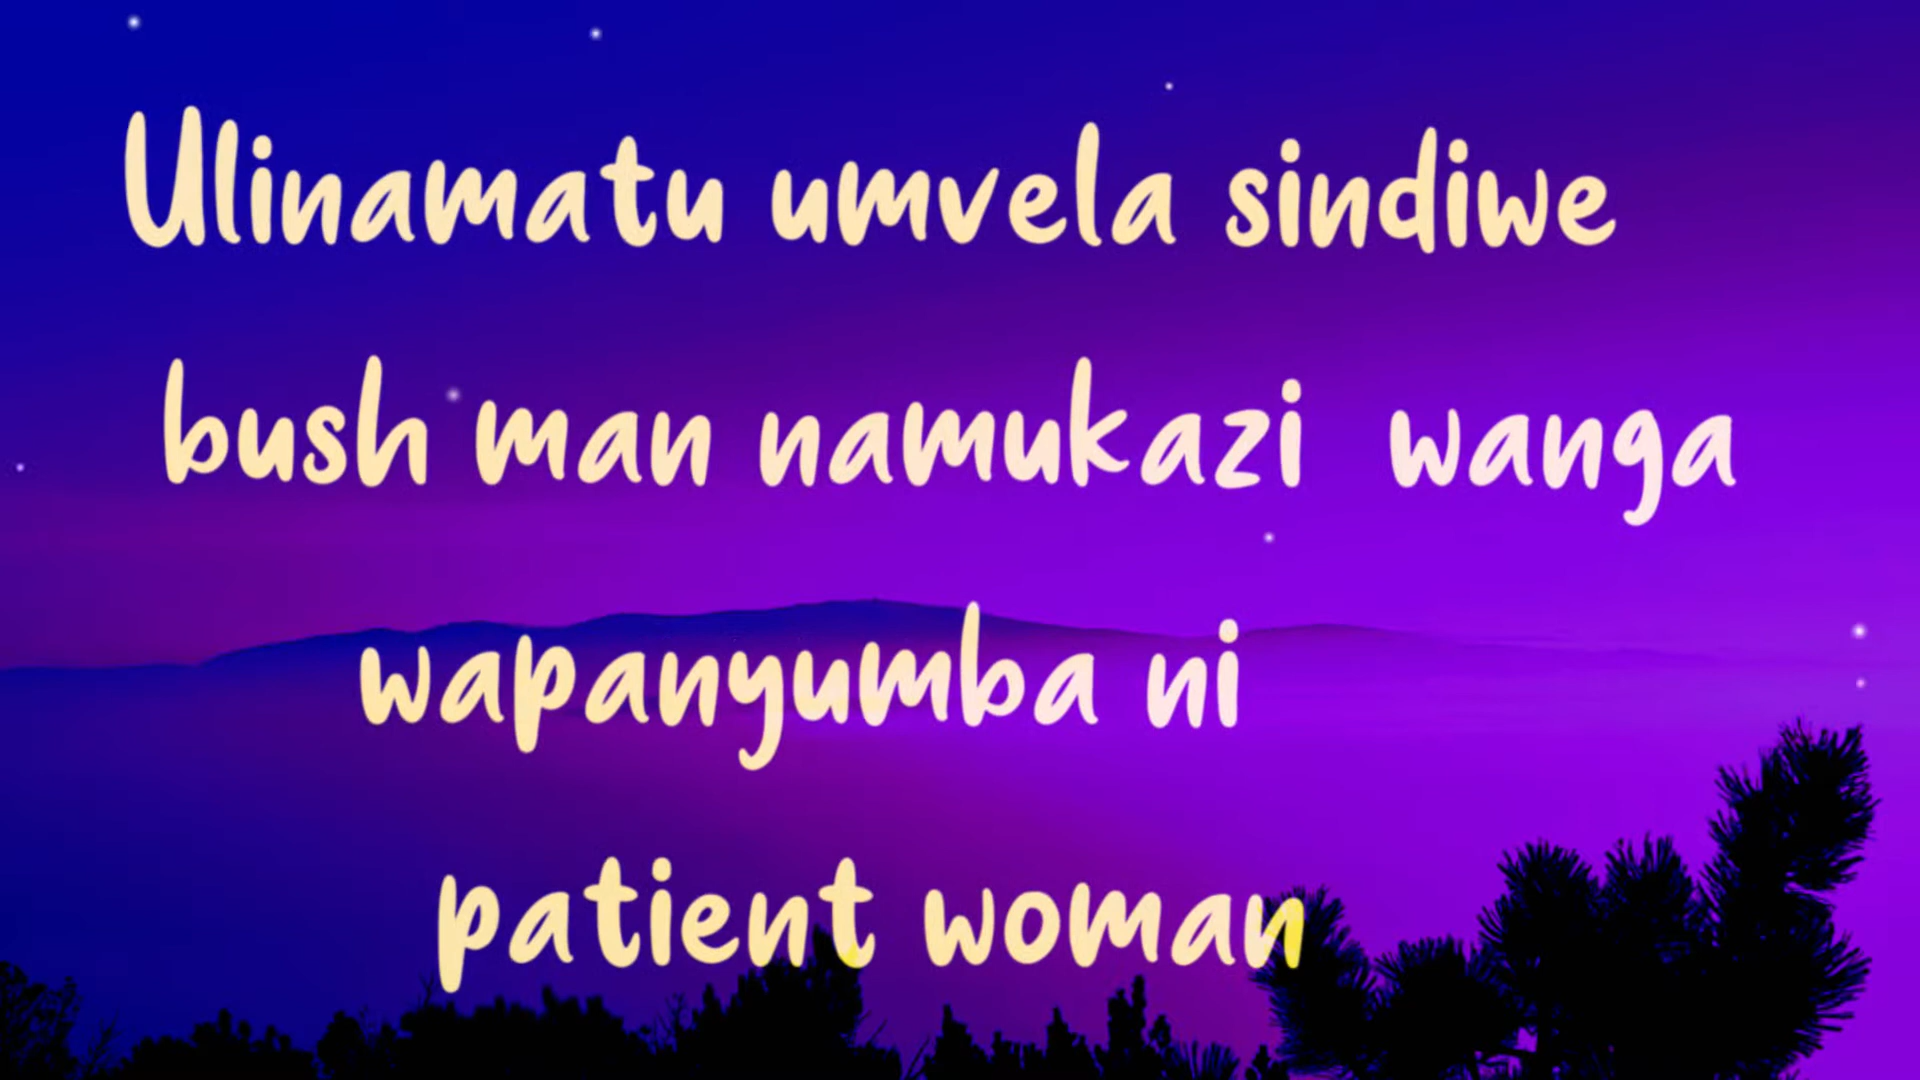 Ulinamatu umvela sindiwe
bush man namukazi wanga
wapanyumba ni
patient woman